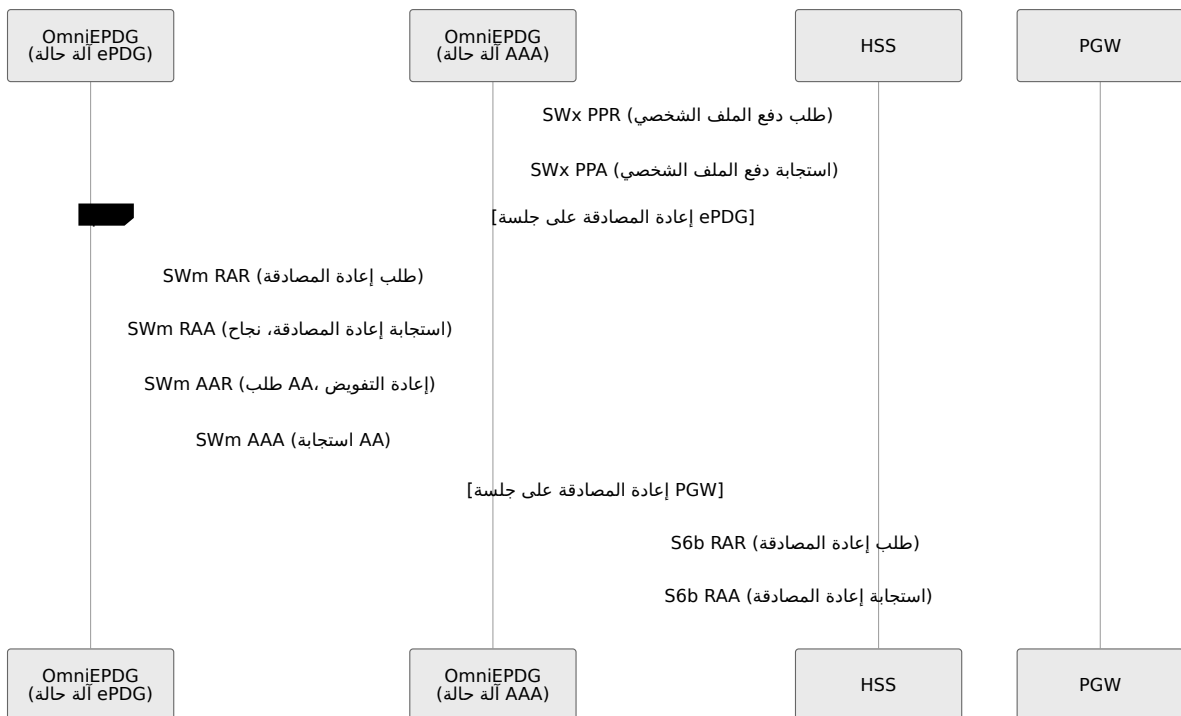 OmniEPDG
(آلة حالة ePDG)
OmniEPDG
(آلة حالة AAA)
HSS
PGW
SWx PPR (طلب دفع الملف الشخصي)
SWx PPA (استجابة دفع الملف الشخصي)
[إعادة المصادقة على جلسة ePDG]
SWm RAR (طلب إعادة المصادقة)
SWm RAA (استجابة إعادة المصادقة، نجاح)
SWm AAR (طلب AA، إعادة التفويض)
SWm AAA (استجابة AA)
[إعادة المصادقة على جلسة PGW]
S6b RAR (طلب إعادة المصادقة)
S6b RAA (استجابة إعادة المصادقة)
OmniEPDG
(آلة حالة ePDG)
OmniEPDG
(آلة حالة AAA)
HSS
PGW